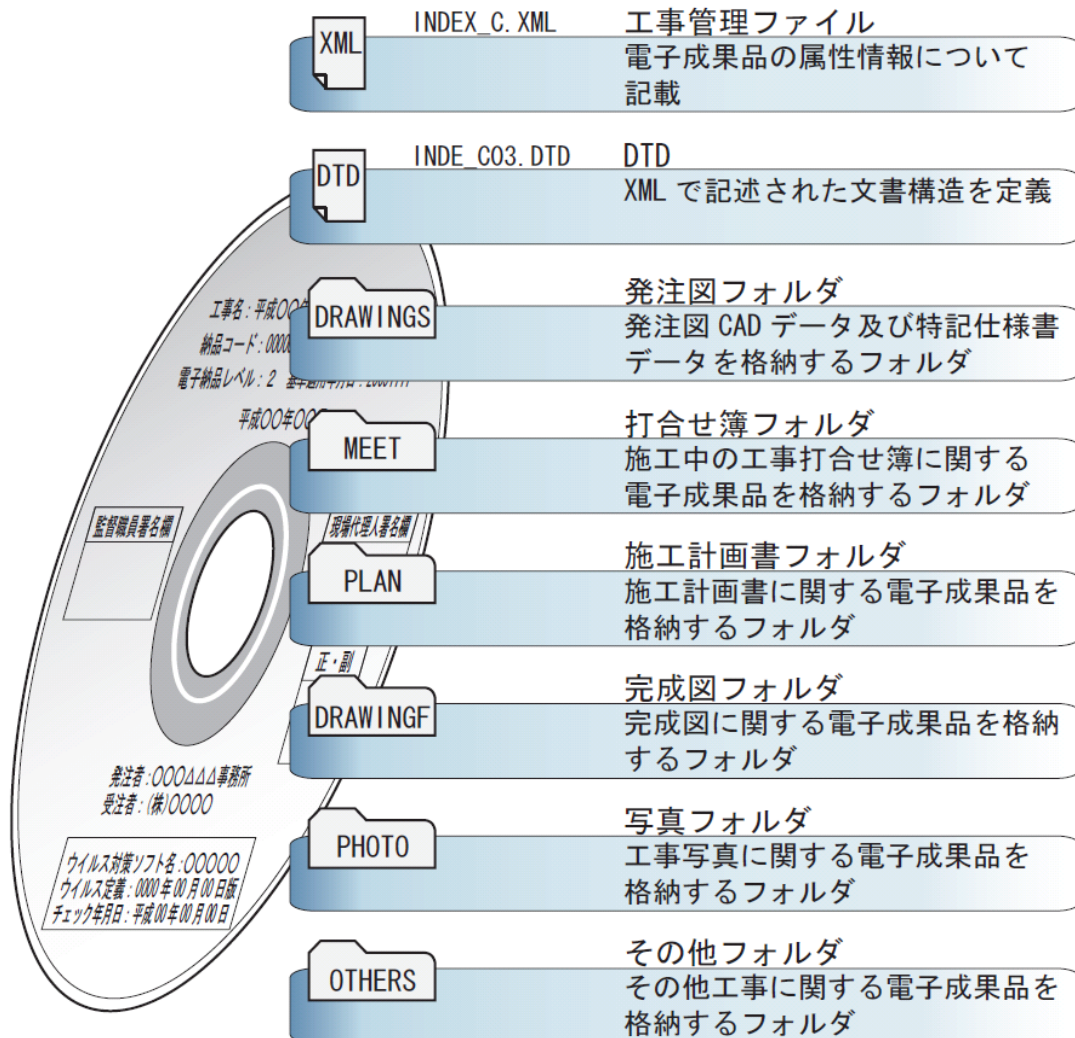 XML
INDEX_C.XML
工事管理ファイル
電子成果品の属性情報について
記載
DTD
INDE_C03.DTD
DTD
XML で記述された文書構造を定義
DRAWINGS
発注図フォルダ
発注図 CAD データ及び特記仕様書
データを格納するフォルダ
MEET
打合せ簿フォルダ
施工中の工事打合せ簿に関する
電子成果品を格納するフォルダ
PLAN
施工計画書フォルダ
施工計画書に関する電子成果品を
格納するフォルダ
DRAWINGF
完成図フォルダ
完成図に関する電子成果品を格納
するフォルダ
PHOTO
写真フォルダ
工事写真に関する電子成果品を
格納するフォルダ
OTHERS
その他フォルダ
その他工事に関する電子成果品を
格納するフォルダ
工事名:平成〇〇年
納品コード:0000
電子納品レベル:2
平成〇〇年〇
監督職員署名欄
現場代理人署名欄
正・副
発注者:〇〇〇△△△事務所
受注者:(株)〇〇〇〇
ウイルス対策ソフト名:〇〇〇〇〇
ウイルス定義:0000年00月00日版
チェック年月日:平成00年00月00日